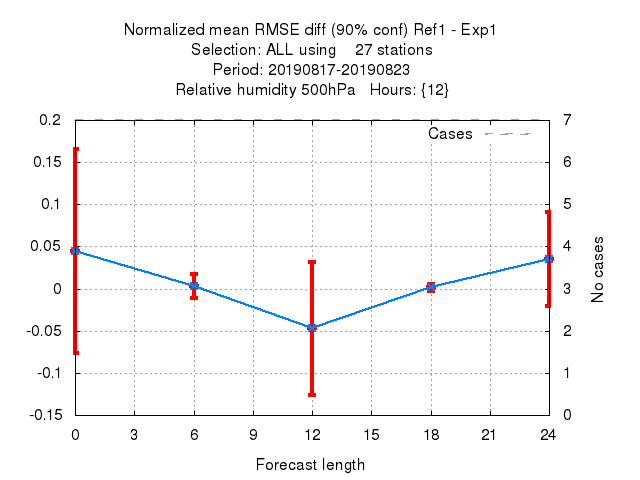 Normalized mean RMSE diff (90% conf) Ref1 - Exp1
Selection: ALL using    27 stations
Period: 20190817-20190823
Relative humidity 500hPa   Hours: {12}
Cases
0.2
0.15
0.1
0.05
0
-0.05
-0.1
-0.15
7
6
5
4
3
2
1
0
No cases
0 3 6 9 12 15 18 21 24
Forecast length